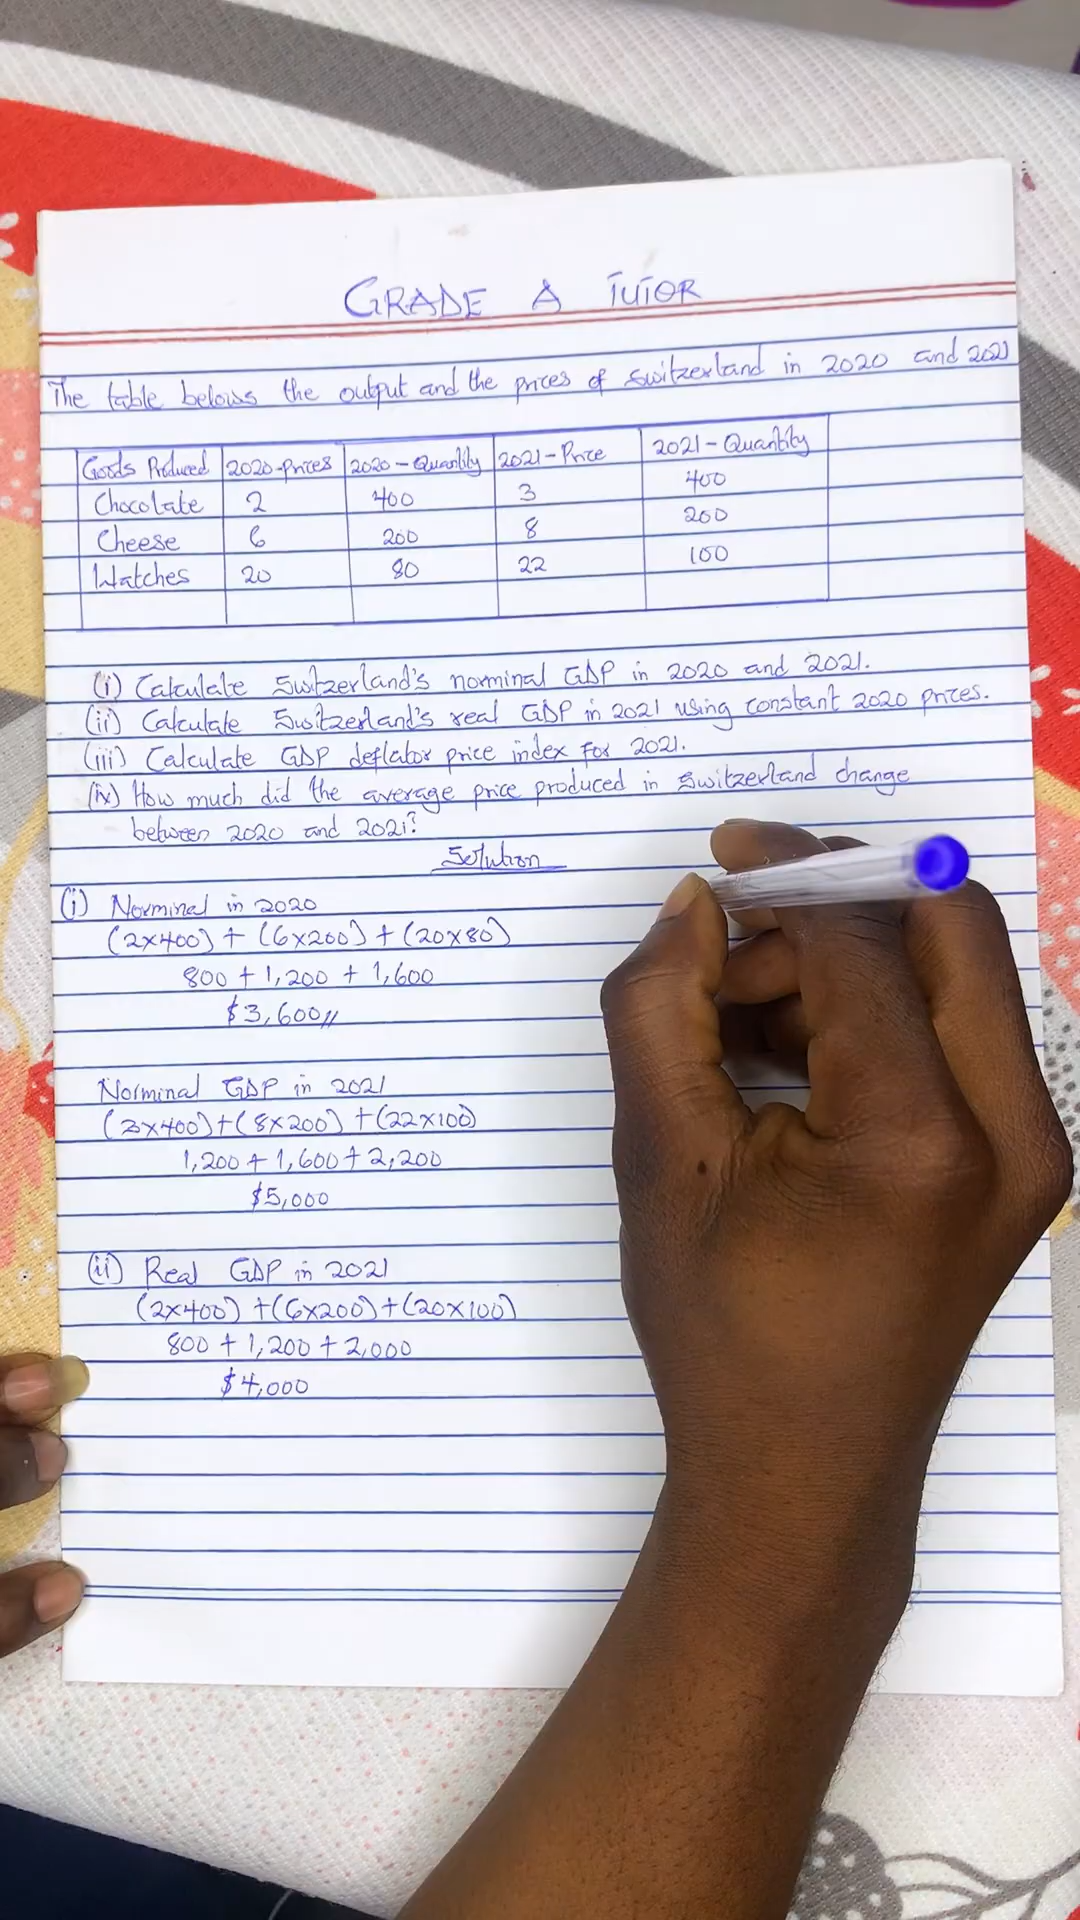 GRADE A TUTOR
The table belows the output and the prices of Switzerland in 2020 and 2021
Goods Produced 2020-prices 2020-Quantity 2021-Price 2021-Quantity
Chocolate 2 400 3 400
Cheese 6 200 8 200
Watches 20 80 22 100
(i) Calculate Switzerland's norminal GDP in 2020 and 2021.
(ii) Calculate Switzerland's real GDP in 2021 using constant 2020 prices.
(iii) Calculate GDP deflator price index for 2021.
(iv) How much did the average price produced in Switzerland change
between 2020 and 2021?
Solution
(i) Norminal in 2020
(2x400) + (6x200) + (20x80)
800 + 1,200 + 1,600
$3,600//
Norminal GDP in 2021
(3x400)+(8x200)+(22x100)
1,200 + 1,600 + 2,200
$5,000
(ii) Real GDP in 2021
(2x400) + (6x200) + (20x100)
800 + 1,200 + 2,000
$4,000